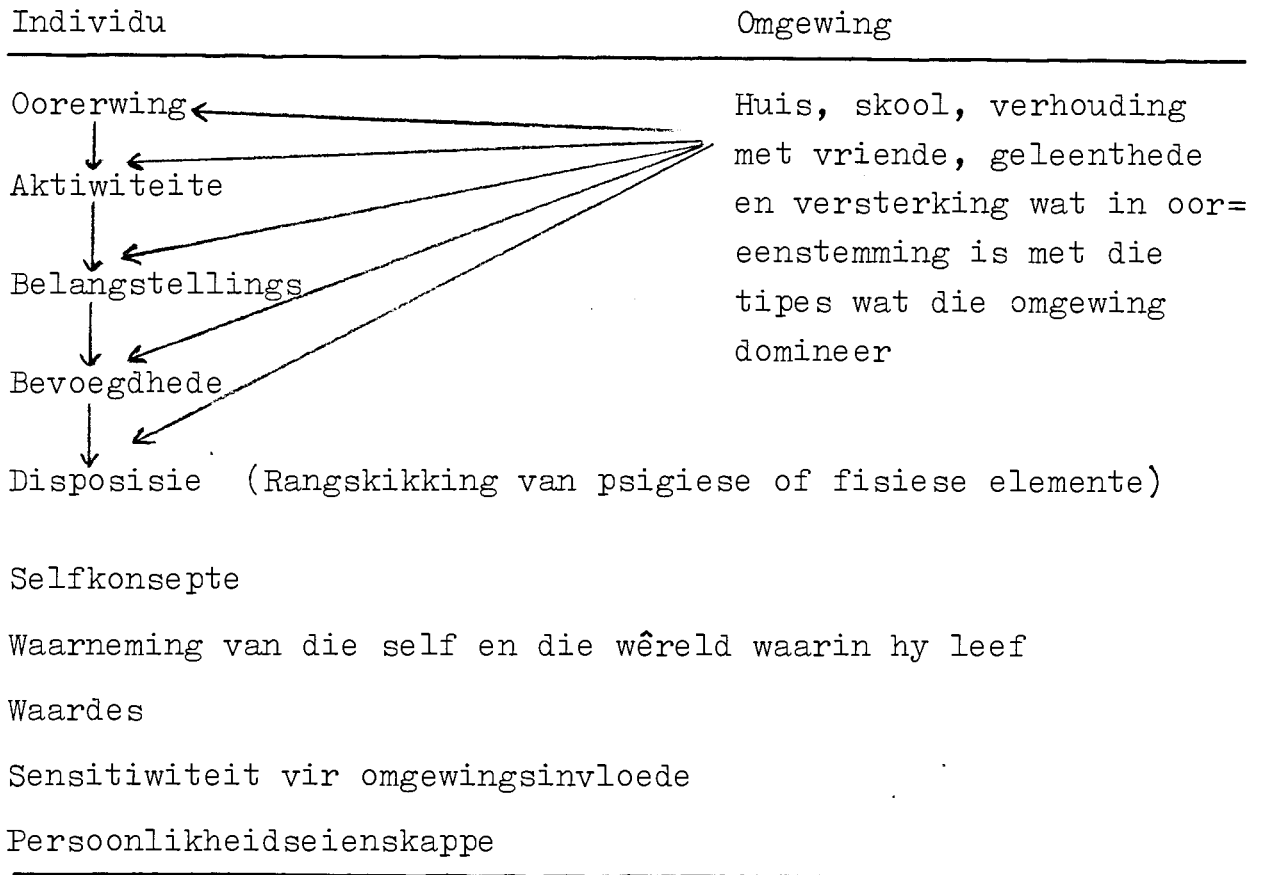 Individu
Omgewing
Oorerwing
Aktiwiteite
Belangstellings
Bevoegdhede
Disposisie (Rangskikking van psigiese of fisiese elemente)
Huis, skool, verhouding
met vriende, geleenthede
en versterking wat in oor=
eenstemming is met die
tipes wat die omgewing
domineer
Selfkonsepte
Waarneming van die self en die wêreld waarin hy leef
Waardes
Sensitiwiteit vir omgewingsinvloede
Persoonlikheidseienskappe